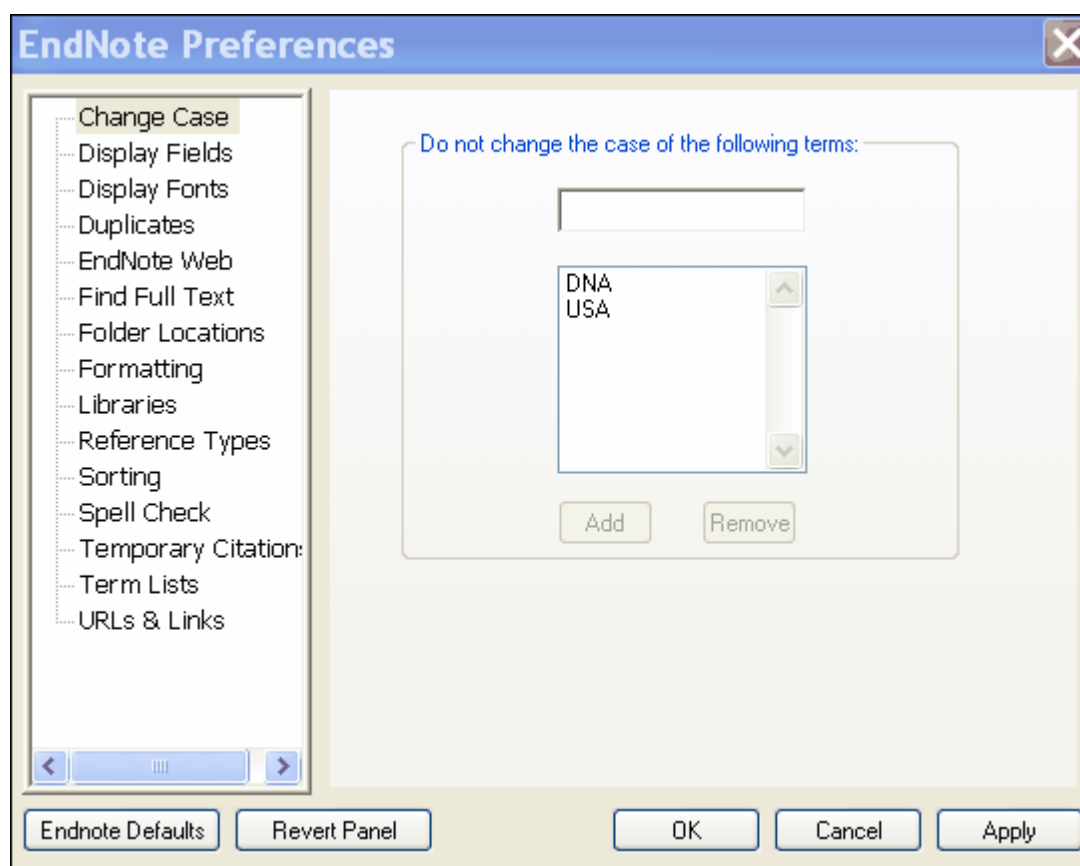 EndNote Preferences
Change Case
Display Fields
Display Fonts
Duplicates
EndNote Web
Find Full Text
Folder Locations
Formatting
Libraries
Reference Types
Sorting
Spell Check
Temporary Citation
Term Lists
URLs & Links
Do not change the case of the following terms:
DNA
USA
Add Remove
Endnote Defaults Revert Panel OK Cancel Apply